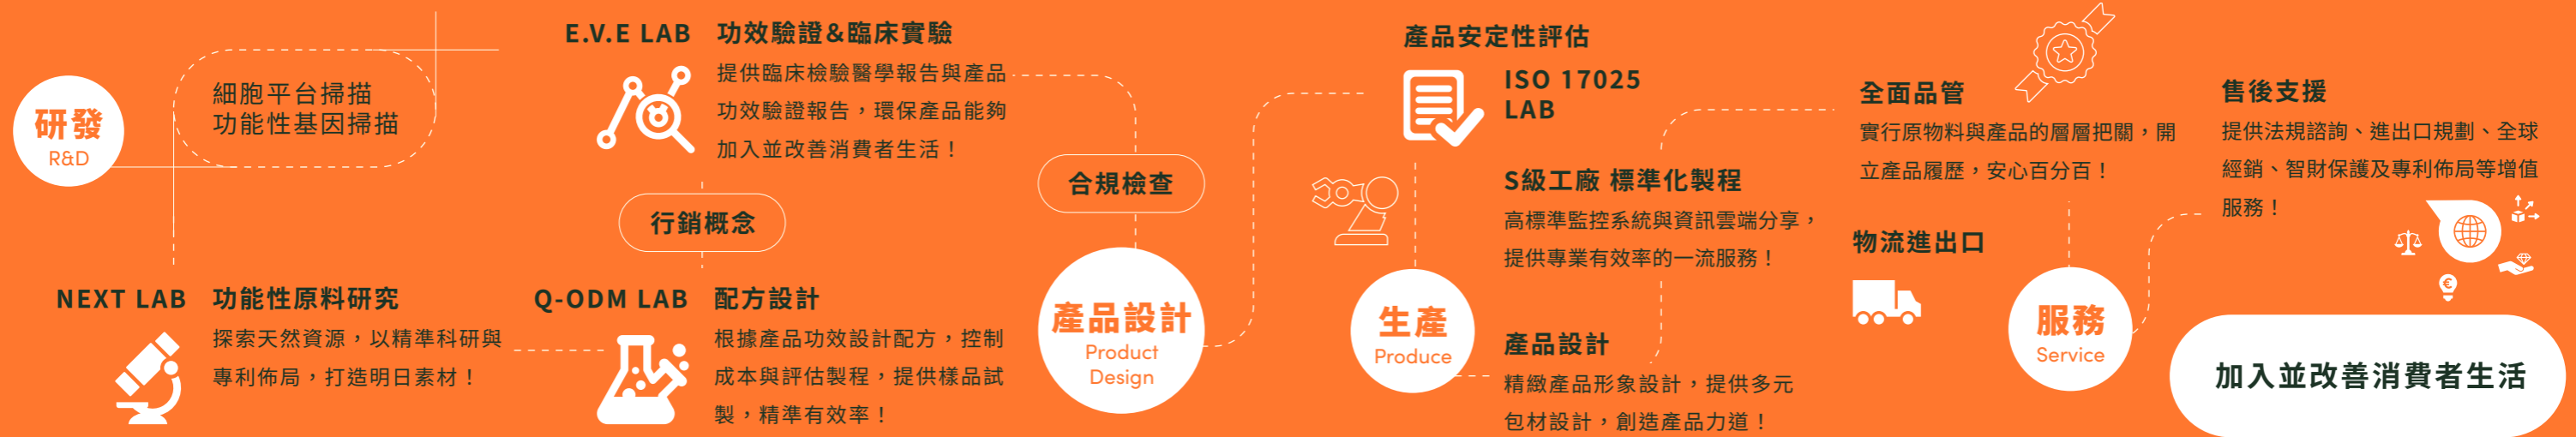 研發
R&D
細胞平台掃描
功能性基因掃描
NEXT LAB
功能性原料研究
探索天然資源，以精準科研與
專利佈局，打造明日素材！
E.V.E LAB
功效驗證&臨床實驗
提供臨床檢驗醫學報告與產品
功效驗證報告，環保產品能夠
加入並改善消費者生活！
行銷概念
Q-ODM LAB
配方設計
根據產品功效設計配方，控制
成本與評估製程，提供樣品試
製，精準有效率！
合規檢查
產品設計
Product
Design
產品安定性評估
ISO 17025
LAB
S級工廠 標準化製程
高標準監控系統與資訊雲端分享，
提供專業有效率的一流服務！
生產
Produce
產品設計
精緻產品形象設計，提供多元
包材設計，創造產品力道！
全面品管
實行原物料與產品的層層把關，開
立產品履歷，安心百分百！
物流進出口
服務
Service
售後支援
提供法規諮詢、進出口規劃、全球
經銷、智財保護及專利佈局等增值
服務！
€
加入並改善消費者生活